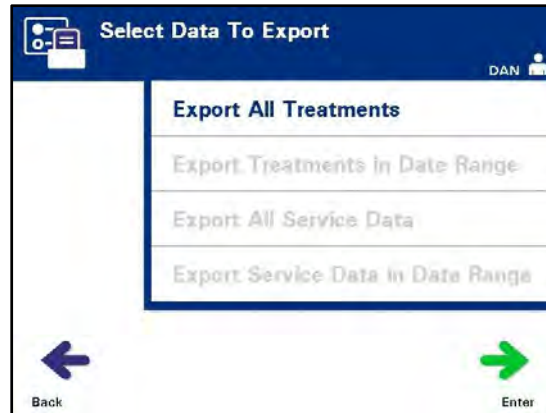 Select Data To Export
DAN
Export All Treatments
Export Treatments in Date Range
Export All Service Data
Export Service Data in Date Range
Back
Enter